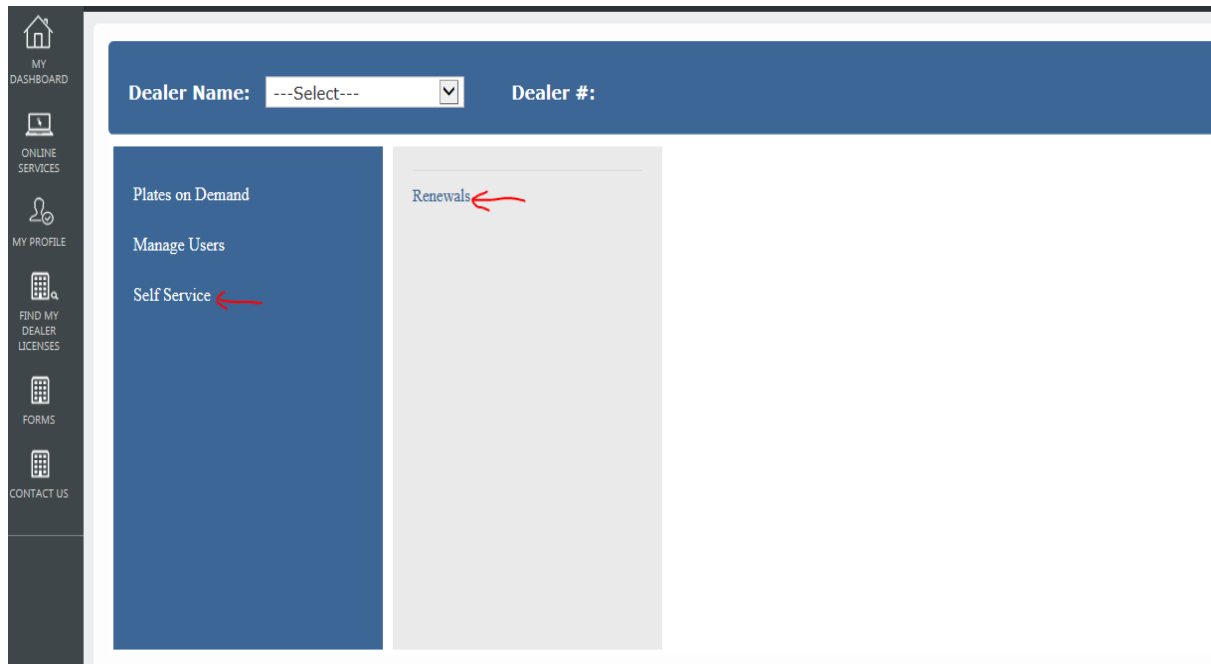 MY
DASHBOARD
ONLINE
SERVICES
MY PROFILE
FIND MY
DEALER
LICENSES
FORMS
CONTACT US
Dealer Name: ---Select--- Dealer #:
Plates on Demand
Manage Users
Self Service
Renewals